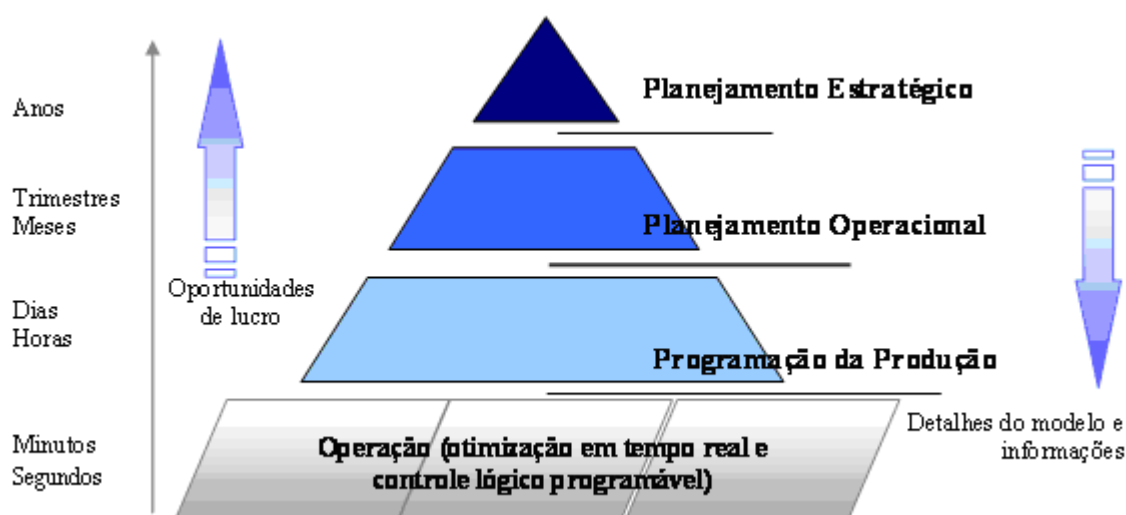 Anos
Planejamento Estratégico
Trimestres
Meses
Planejamento Operacional
Oportunidades
de lucro
Dias
Horas
Programação da Produção
Detalhes do modelo e
informações
Minutos
Segundos
Operação (otimização em tempo real e
controle lógico programável)